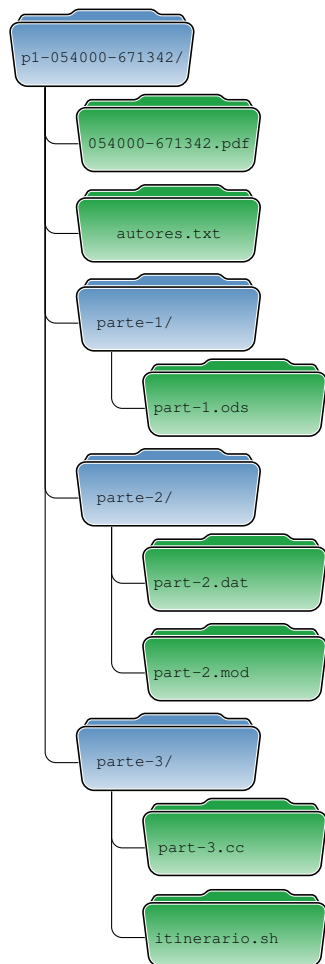 p1-054000-671342/
054000-671342.pdf
autores.txt
parte-1/
part-1.ods
parte-2/
part-2.dat
part-2.mod
parte-3/
part-3.cc
itinerario.sh